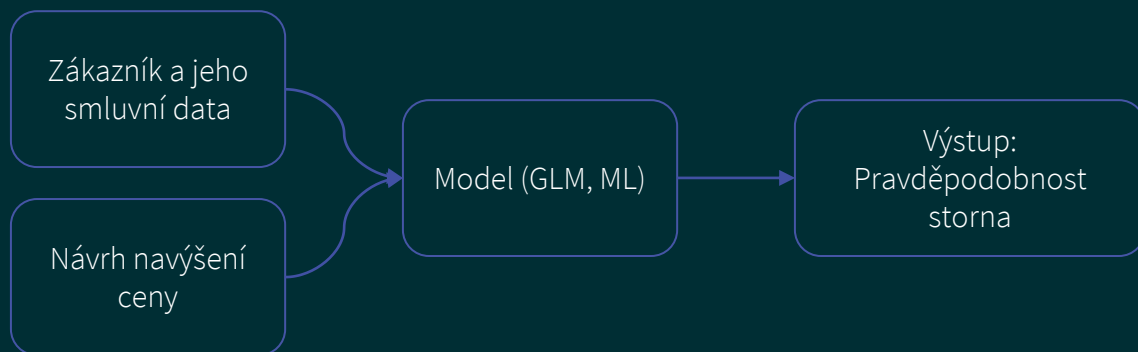 Zákazník a jeho
smluvní data
Návrh navýšení
ceny
Model (GLM, ML)
Výstup:
Pravděpodobnost
storna